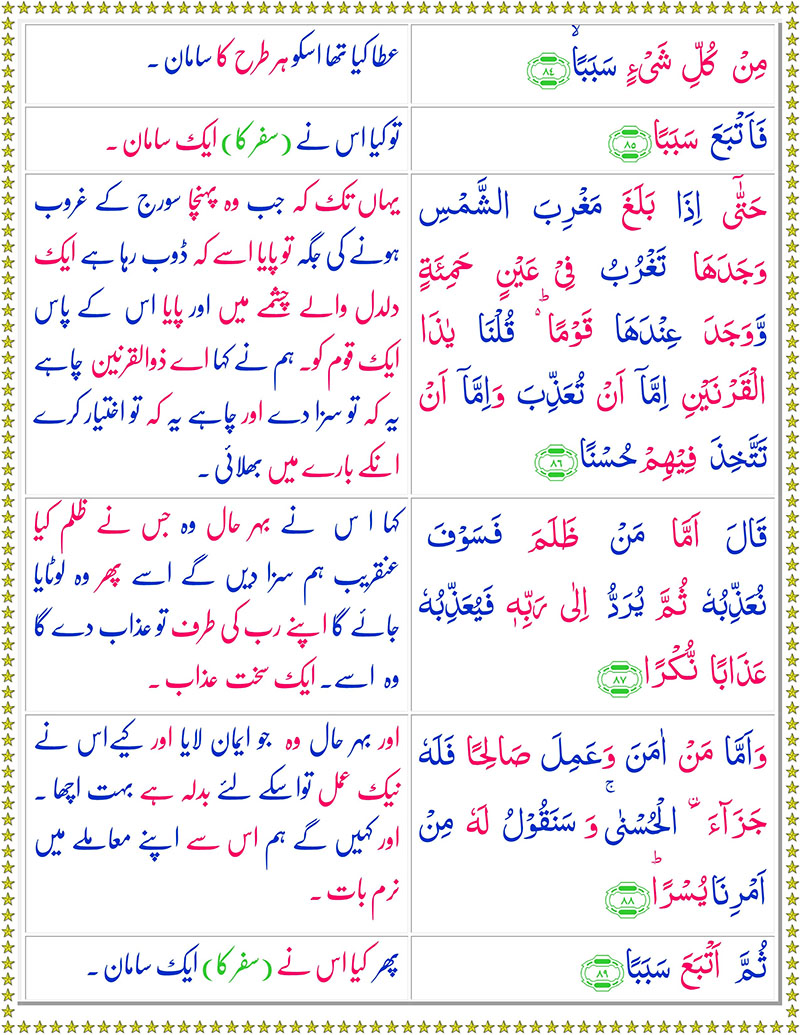 مِنْ كُلِّ شَیْءٍ سَبَبًاۙ ﴿۸۴﴾
عطا کیا تھا اسکو ہر طرح کا سامان ۔
فَاَتْبَعَ سَبَبًا ﴿۸۵﴾
تو کیا اس نے (سفر کا) ایک سامان ۔
حَتّٰۤی اِذَا بَلَغَ مَغْرِبَ الشَّمْسِ
وَجَدَهَا تَغْرُبُ فِیْ عَیْنٍ حَمِئَةٍ
وَّوَجَدَ عِنْدَهَا قَوْمًا ؕ۬ قُلْنَا یٰذَا
الْقَرْنَیْنِ اِمَّاۤ اَنْ تُعَذِّبَ وَاِمَّاۤ اَنْ
تَتَّخِذَ فِیْهِمْ حُسْنًا ﴿۸۶﴾
یہاں تک کہ جب وہ پہنچا سورج کے غروب
ہونے کی جگہ تو پایا اسے کہ ڈوب رہا ہے ایک
دلدل والے چشمے میں اور پایا اس کے پاس
ایک قوم کو۔ ہم نے کہا اے ذوالقرنین چاہے
یہ کہ تو سزا دے اور چاہے یہ کہ تو اختیار کرے
انکے بارے میں بھلائی ۔
قَالَ اَمَّا مَنْ ظَلَمَ فَسَوْفَ
نُعَذِّبُهٗ ثُمَّ یُرَدُّ اِلٰی رَبِّهٖ فَیُعَذِّبُهٗ
عَذَابًا نُّكْرًا ﴿۸۷﴾
کہا اس نے بہر حال وہ جس نے ظلم کیا
عنقریب ہم سزا دیں گے اسے پھر وہ لوٹایا
جائے گا اپنے رب کی طرف تو عذاب دے گا
وہ اسے۔ ایک سخت عذاب ۔
وَاَمَّا مَنْ اٰمَنَ وَعَمِلَ صَالِحًا فَلَهٗ
جَزَآءَ ۨ الْحُسْنٰی ۚ وَ سَنَقُوْلُ لَهٗ مِنْ
اَمْرِنَا یُسْرًا ؕ ﴿۸۸﴾
اور بہر حال وہ جو ایمان لایا اور کیے اس نے
نیک عمل تو اسکے لئے بدلہ ہے بہت اچھا ۔
اور کہیں گے ہم اس سے اپنے معاملے میں
نرم بات ۔
ثُمَّ اَتْبَعَ سَبَبًا ﴿۸۹﴾
پھر کیا اس نے (سفر کا) ایک سامان ۔